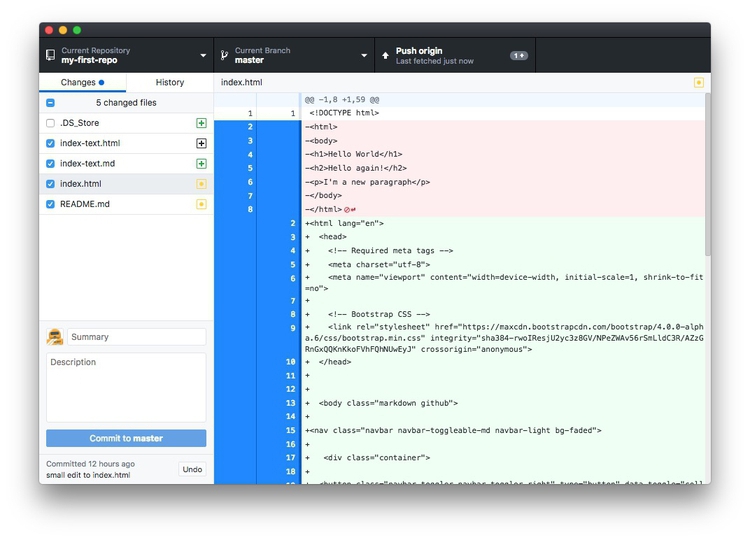 Current Repository
my-first-repo
Current Branch
master
Push origin
Last fetched just now
1
Changes
History
index.html
5 changed files
.DS_Store
index-text.html
index-text.md
index.html
README.md
Summary
Description
Commit to master
Committed 12 hours ago
small edit to index.html
Undo
@@ -1,8 +1,59 @@
1 1 <!DOCTYPE html>
2 -<html>
3 -<body>
4 -<h1>Hello World</h1>
5 -<h2>Hello again!</h2>
6 -<p>I'm a new paragraph</p>
7 -</body>
8 -</html>
2 +<html lang="en">
3 + <head>
4 + <!-- Required meta tags -->
5 + <meta charset="utf-8">
6 + <meta name="viewport" content="width=device-width, initial-scale=1, shrink-to-fit
=no">
7 +
8 + <!-- Bootstrap CSS -->
9 + <link rel="stylesheet" href="https://maxcdn.bootstrapcdn.com/bootstrap/4.0.0-alph
a.6/css/bootstrap.min.css" integrity="sha384-rwoIResjU2yc3z8GV/NPeZWAv56rSmLldC3R/AZzG
RnGxQQKnKkoFVhFQhNUwEyJ" crossorigin="anonymous">
10 + </head>
11 +
12 +
13 + <body class="markdown github">
14 +
15 +<nav class="navbar navbar-toggleable-md navbar-light bg-faded">
16 +
17 + <div class="container">
18 +